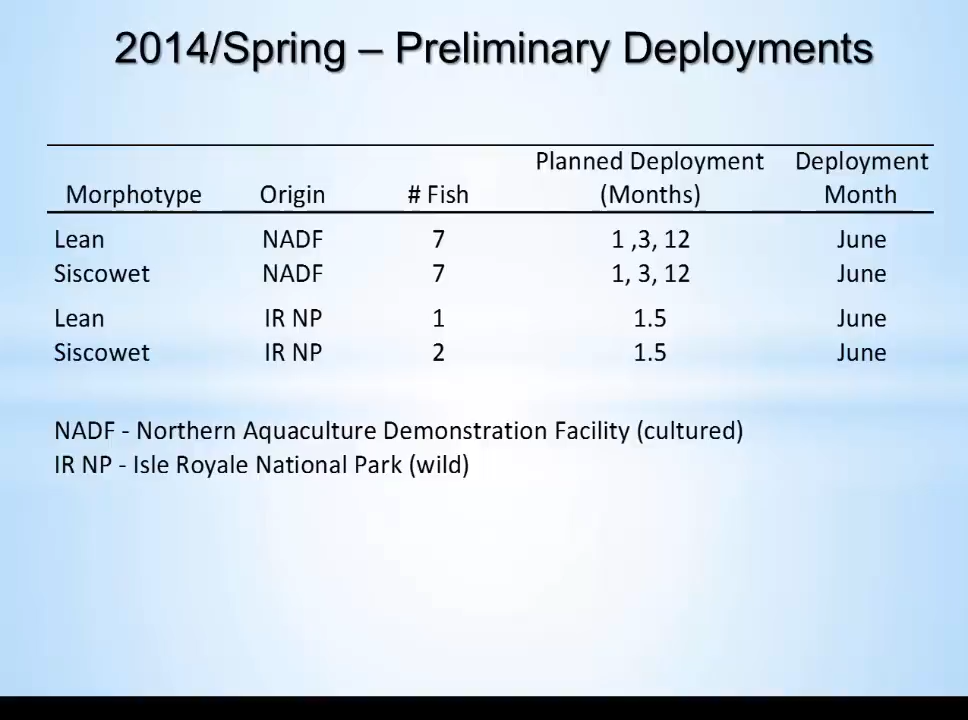 2014/Spring – Preliminary Deployments
Planned Deployment Deployment
Morphotype Origin # Fish (Months) Month
Lean NADF 7 1 ,3, 12 June
Siscowet NADF 7 1, 3, 12 June
Lean IR NP 1 1.5 June
Siscowet IR NP 2 1.5 June
NADF - Northern Aquaculture Demonstration Facility (cultured)
IR NP - Isle Royale National Park (wild)